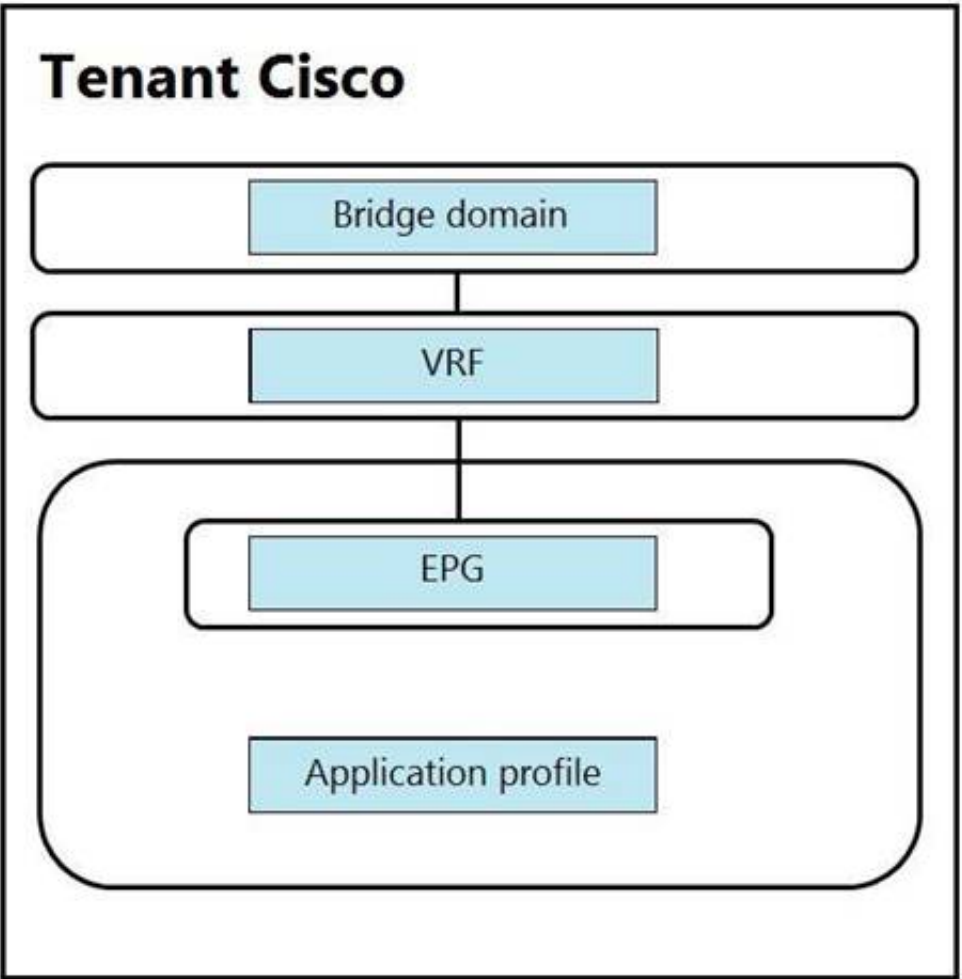 Tenant Cisco
Bridge domain
VRF
EPG
Application profile